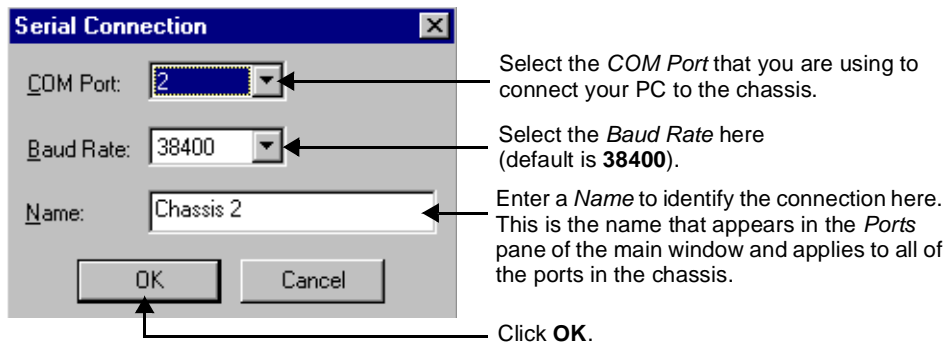 Serial Connection
COM Port: 2
Select the COM Port that you are using to
connect your PC to the chassis.
Baud Rate: 38400
Select the Baud Rate here
(default is 38400).
Name: Chassis 2
Enter a Name to identify the connection here.
This is the name that appears in the Ports
pane of the main window and applies to all of
the ports in the chassis.
OK Cancel
Click OK.